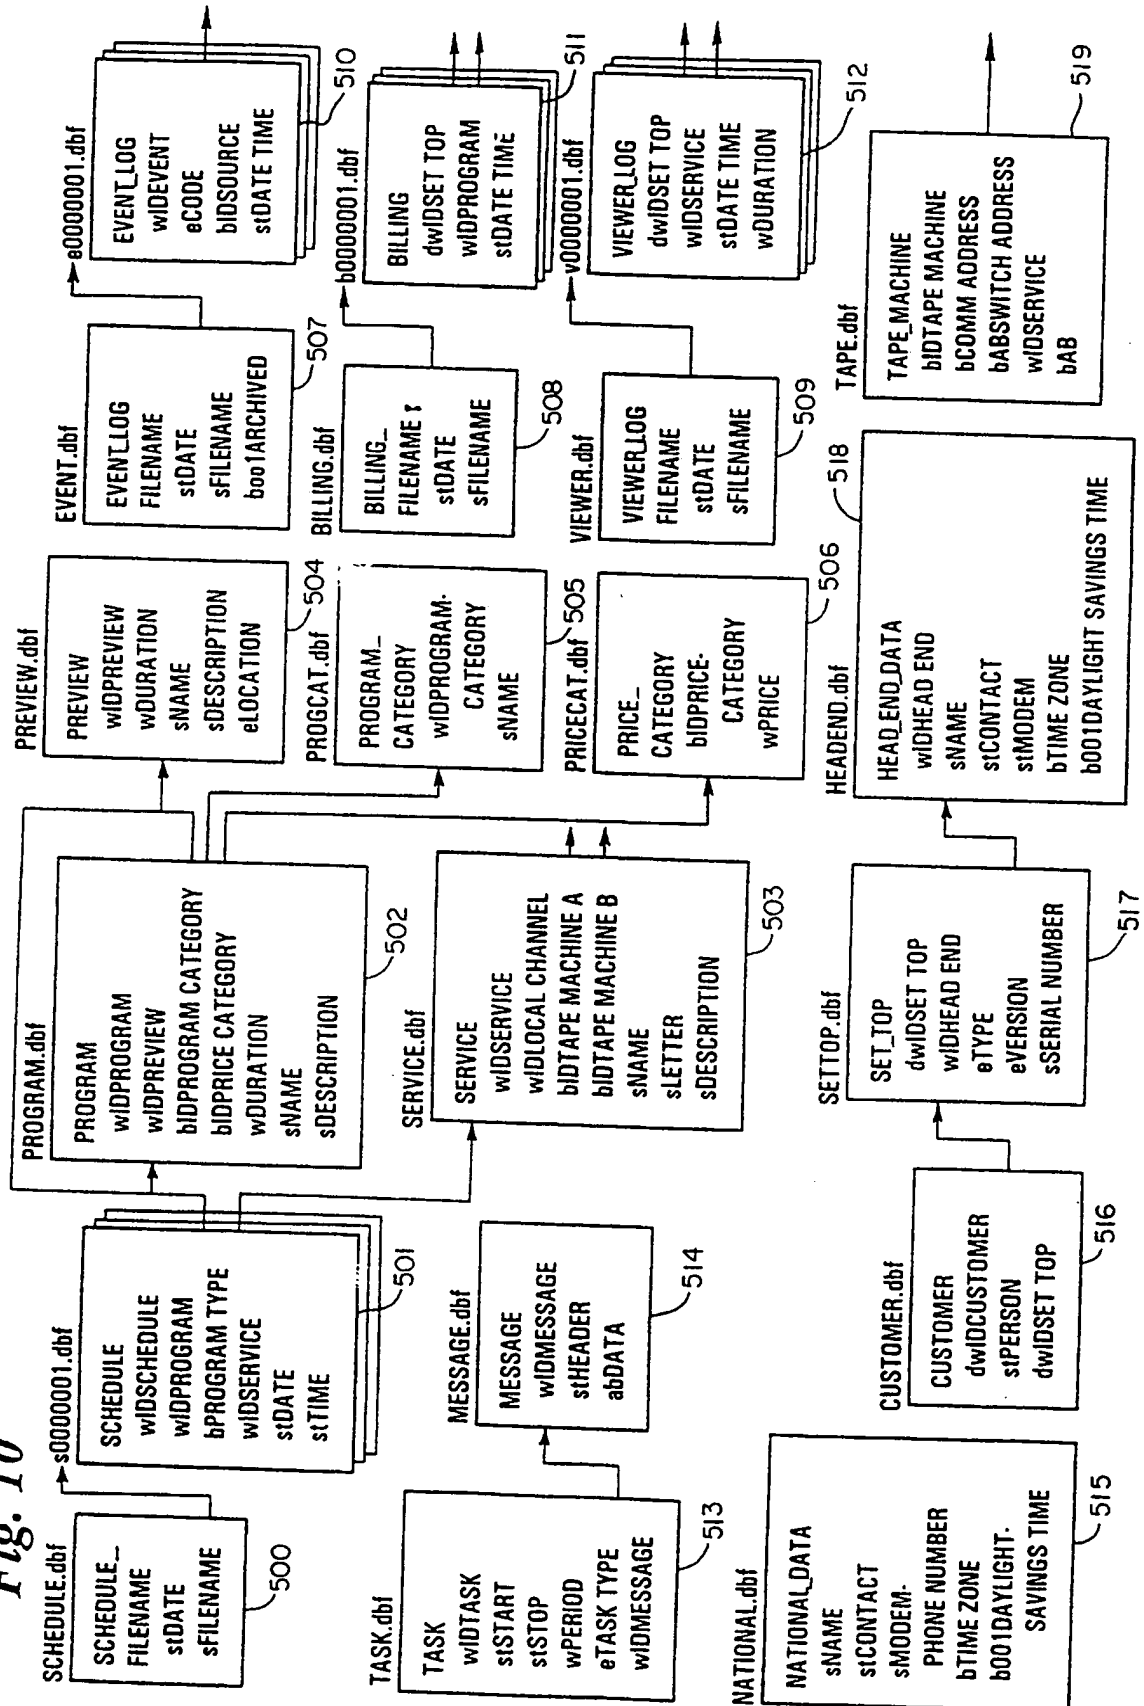 Fig. 10
SCHEDULE.dbf
SCHEDULE_
FILENAME
stDATE
sFILENAME
500
s0000001.dbf
SCHEDULE
wIDSCHEDULE
wIDPROGRAM
bPROGRAM TYPE
wIDSERVICE
stDATE
stTIME
501
PROGRAM.dbf
PROGRAM
wIDPROGRAM
wIDPREVIEW
bIDPROGRAM CATEGORY
bIDPRICE CATEGORY
wDURATION
sNAME
sDESCRIPTION
502
SERVICE.dbf
SERVICE
wIDSERVICE
wIDLOCAL CHANNEL
bIDTAPE MACHINE A
bIDTAPE MACHINE B
sNAME
sLETTER
sDESCRIPTION
503
PREVIEW.dbf
PREVIEW
wIDPREVIEW
wDURATION
sNAME
sDESCRIPTION
eLOCATION
504
PROGCAT.dbf
PROGRAM_
CATEGORY
wIDPROGRAM-
CATEGORY
sNAME
505
PRICECAT.dbf
PRICE_
CATEGORY
bIDPRICE-
CATEGORY
wPRICE
506
EVENT.dbf
EVENT_LOG
FILENAME
stDATE
sFILENAME
boo1ARCHIVED
507
BILLING.dbf
BILLING_
FILENAME
stDATE
sFILENAME
508
VIEWER.dbf
VIEWER_LOG
FILENAME
stDATE
sFILENAME
509
e0000001.dbf
EVENT_LOG
wIDEVENT
eCODE
bIDSOURCE
stDATE TIME
510
b0000001.dbf
BILLING
dwIDSET TOP
wIDPROGRAM
stDATE TIME
511
v0000001.dbf
VIEWER_LOG
dwIDSET TOP
wIDSERVICE
stDATE TIME
wDURATION
512
TASK.dbf
TASK
wIDTASK
stSTART
stSTOP
wPERIOD
eTASK TYPE
wIDMESSAGE
513
MESSAGE.dbf
MESSAGE
wIDMESSAGE
stHEADER
abDATA
514
NATIONAL.dbf
NATIONAL_DATA
sNAME
stCONTACT
sMODEM-
PHONE NUMBER
bTIME ZONE
b001DAYLIGHT-
SAVINGS TIME
515
CUSTOMER.dbf
CUSTOMER
dwIDCUSTOMER
stPERSON
dwIDSET TOP
516
SETTOP.dbf
SET_TOP
dwIDSET TOP
wIDHEAD END
eTYPE
eVERSION
sSERIAL NUMBER
517
HEADEND.dbf
HEAD_END_DATA
wIDHEAD END
sNAME
stCONTACT
stMODEM
bTIME ZONE
b001DAYLIGHT SAVINGS TIME
518
TAPE.dbf
TAPE_MACHINE
bIDTAPE MACHINE
bCOMM ADDRESS
bABSWITCH ADDRESS
wIDSERVICE
bAB
519